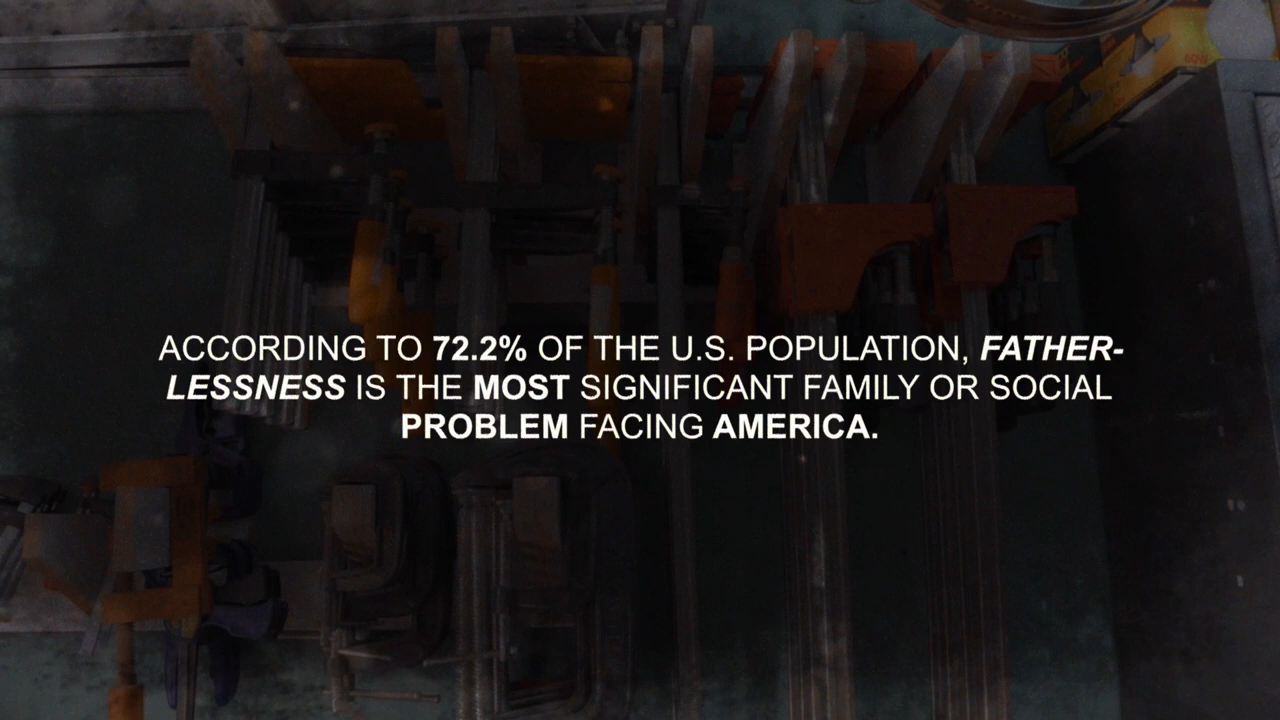 ACCORDING TO 72.2% OF THE U.S. POPULATION, FATHER-
LESSNESS IS THE MOST SIGNIFICANT FAMILY OR SOCIAL
PROBLEM FACING AMERICA.